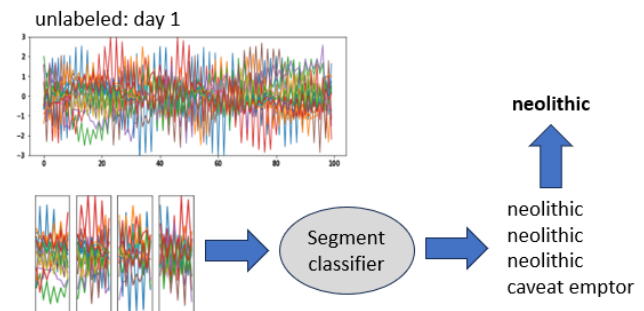 unlabeled: day 1
3
2
1
0
-1
-2
-3
0 20 40 60 80 100
neolithic
Segment
classifier
neolithic
neolithic
neolithic
caveat emptor